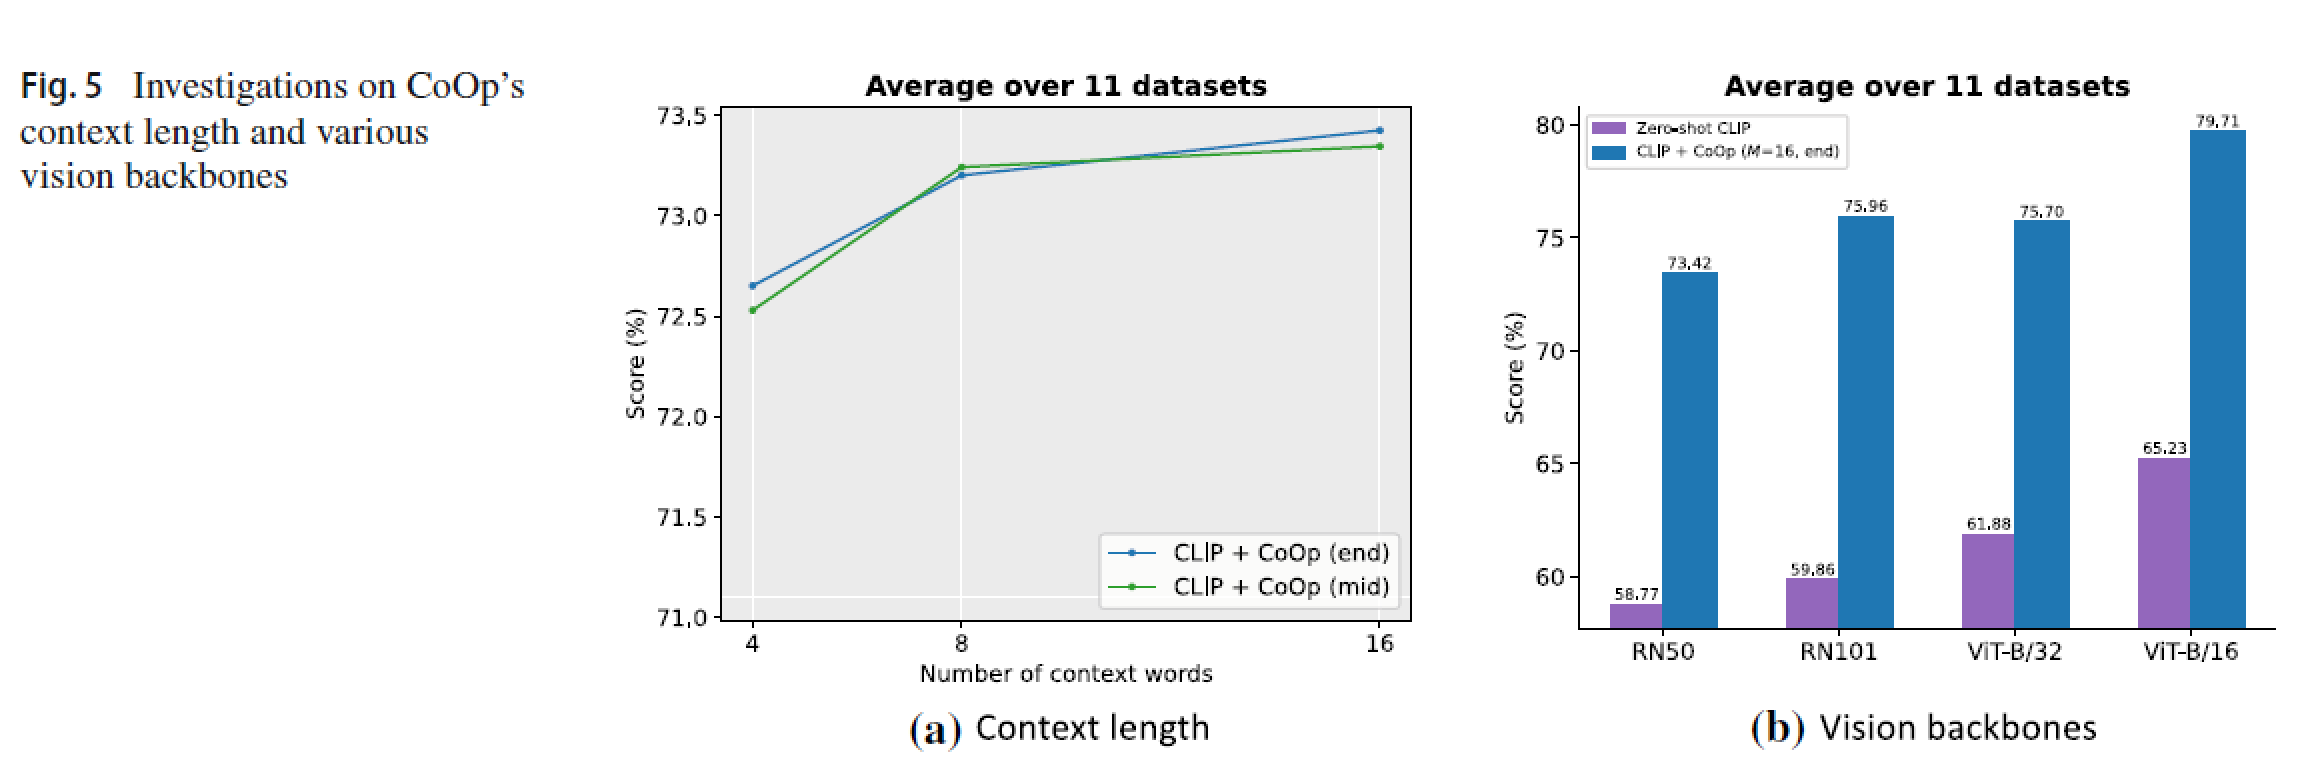 Fig. 5 Investigations on CoOp's
context length and various
vision backbones
Average over 11 datasets
73.5
73.0
72.5
72.0
71.5
71.0
Score (%)
CLIP + CoOp (end)
CLIP + CoOp (mid)
4 8 16
Number of context words
(a) Context length
Average over 11 datasets
Zero-shot CLIP
CLIP + CoOp (M=16, end)
80
75
70
65
60
Score (%)
58.77
73.42
59.86
75.96
61.88
75.70
65.23
79.71
RN50 RN101 ViT-B/32 ViT-B/16
(b) Vision backbones